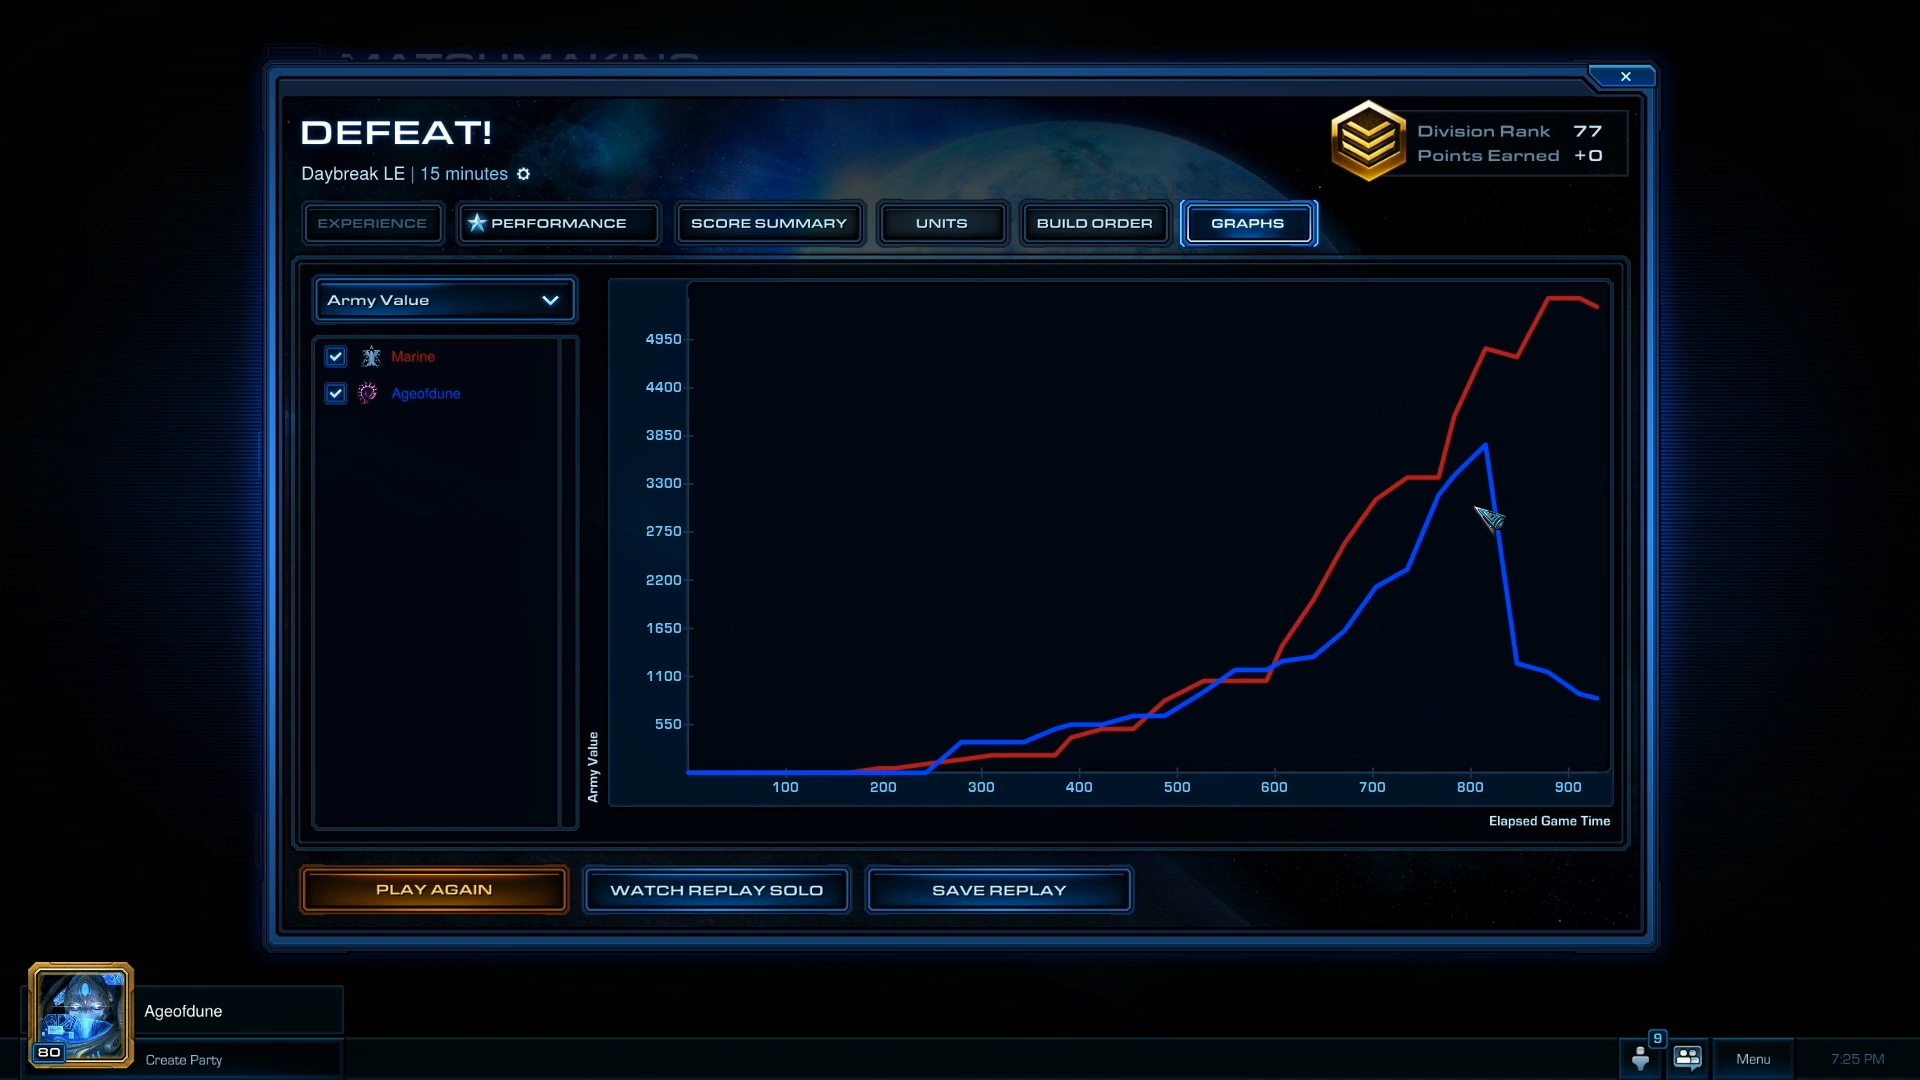 MATCHMAKING
DEFEAT!
Daybreak LE | 15 minutes
Division Rank 77
Points Earned +0
EXPERIENCE
PERFORMANCE
SCORE SUMMARY
UNITS
BUILD ORDER
GRAPHS
Army Value
Marine
Ageofdune
4950
4400
3850
3300
2750
2200
1650
1100
550
Army Value
100 200 300 400 500 600 700 800 900
Elapsed Game Time
PLAY AGAIN
WATCH REPLAY SOLO
SAVE REPLAY
80
Ageofdune
Create Party
9
Menu
7:25 PM